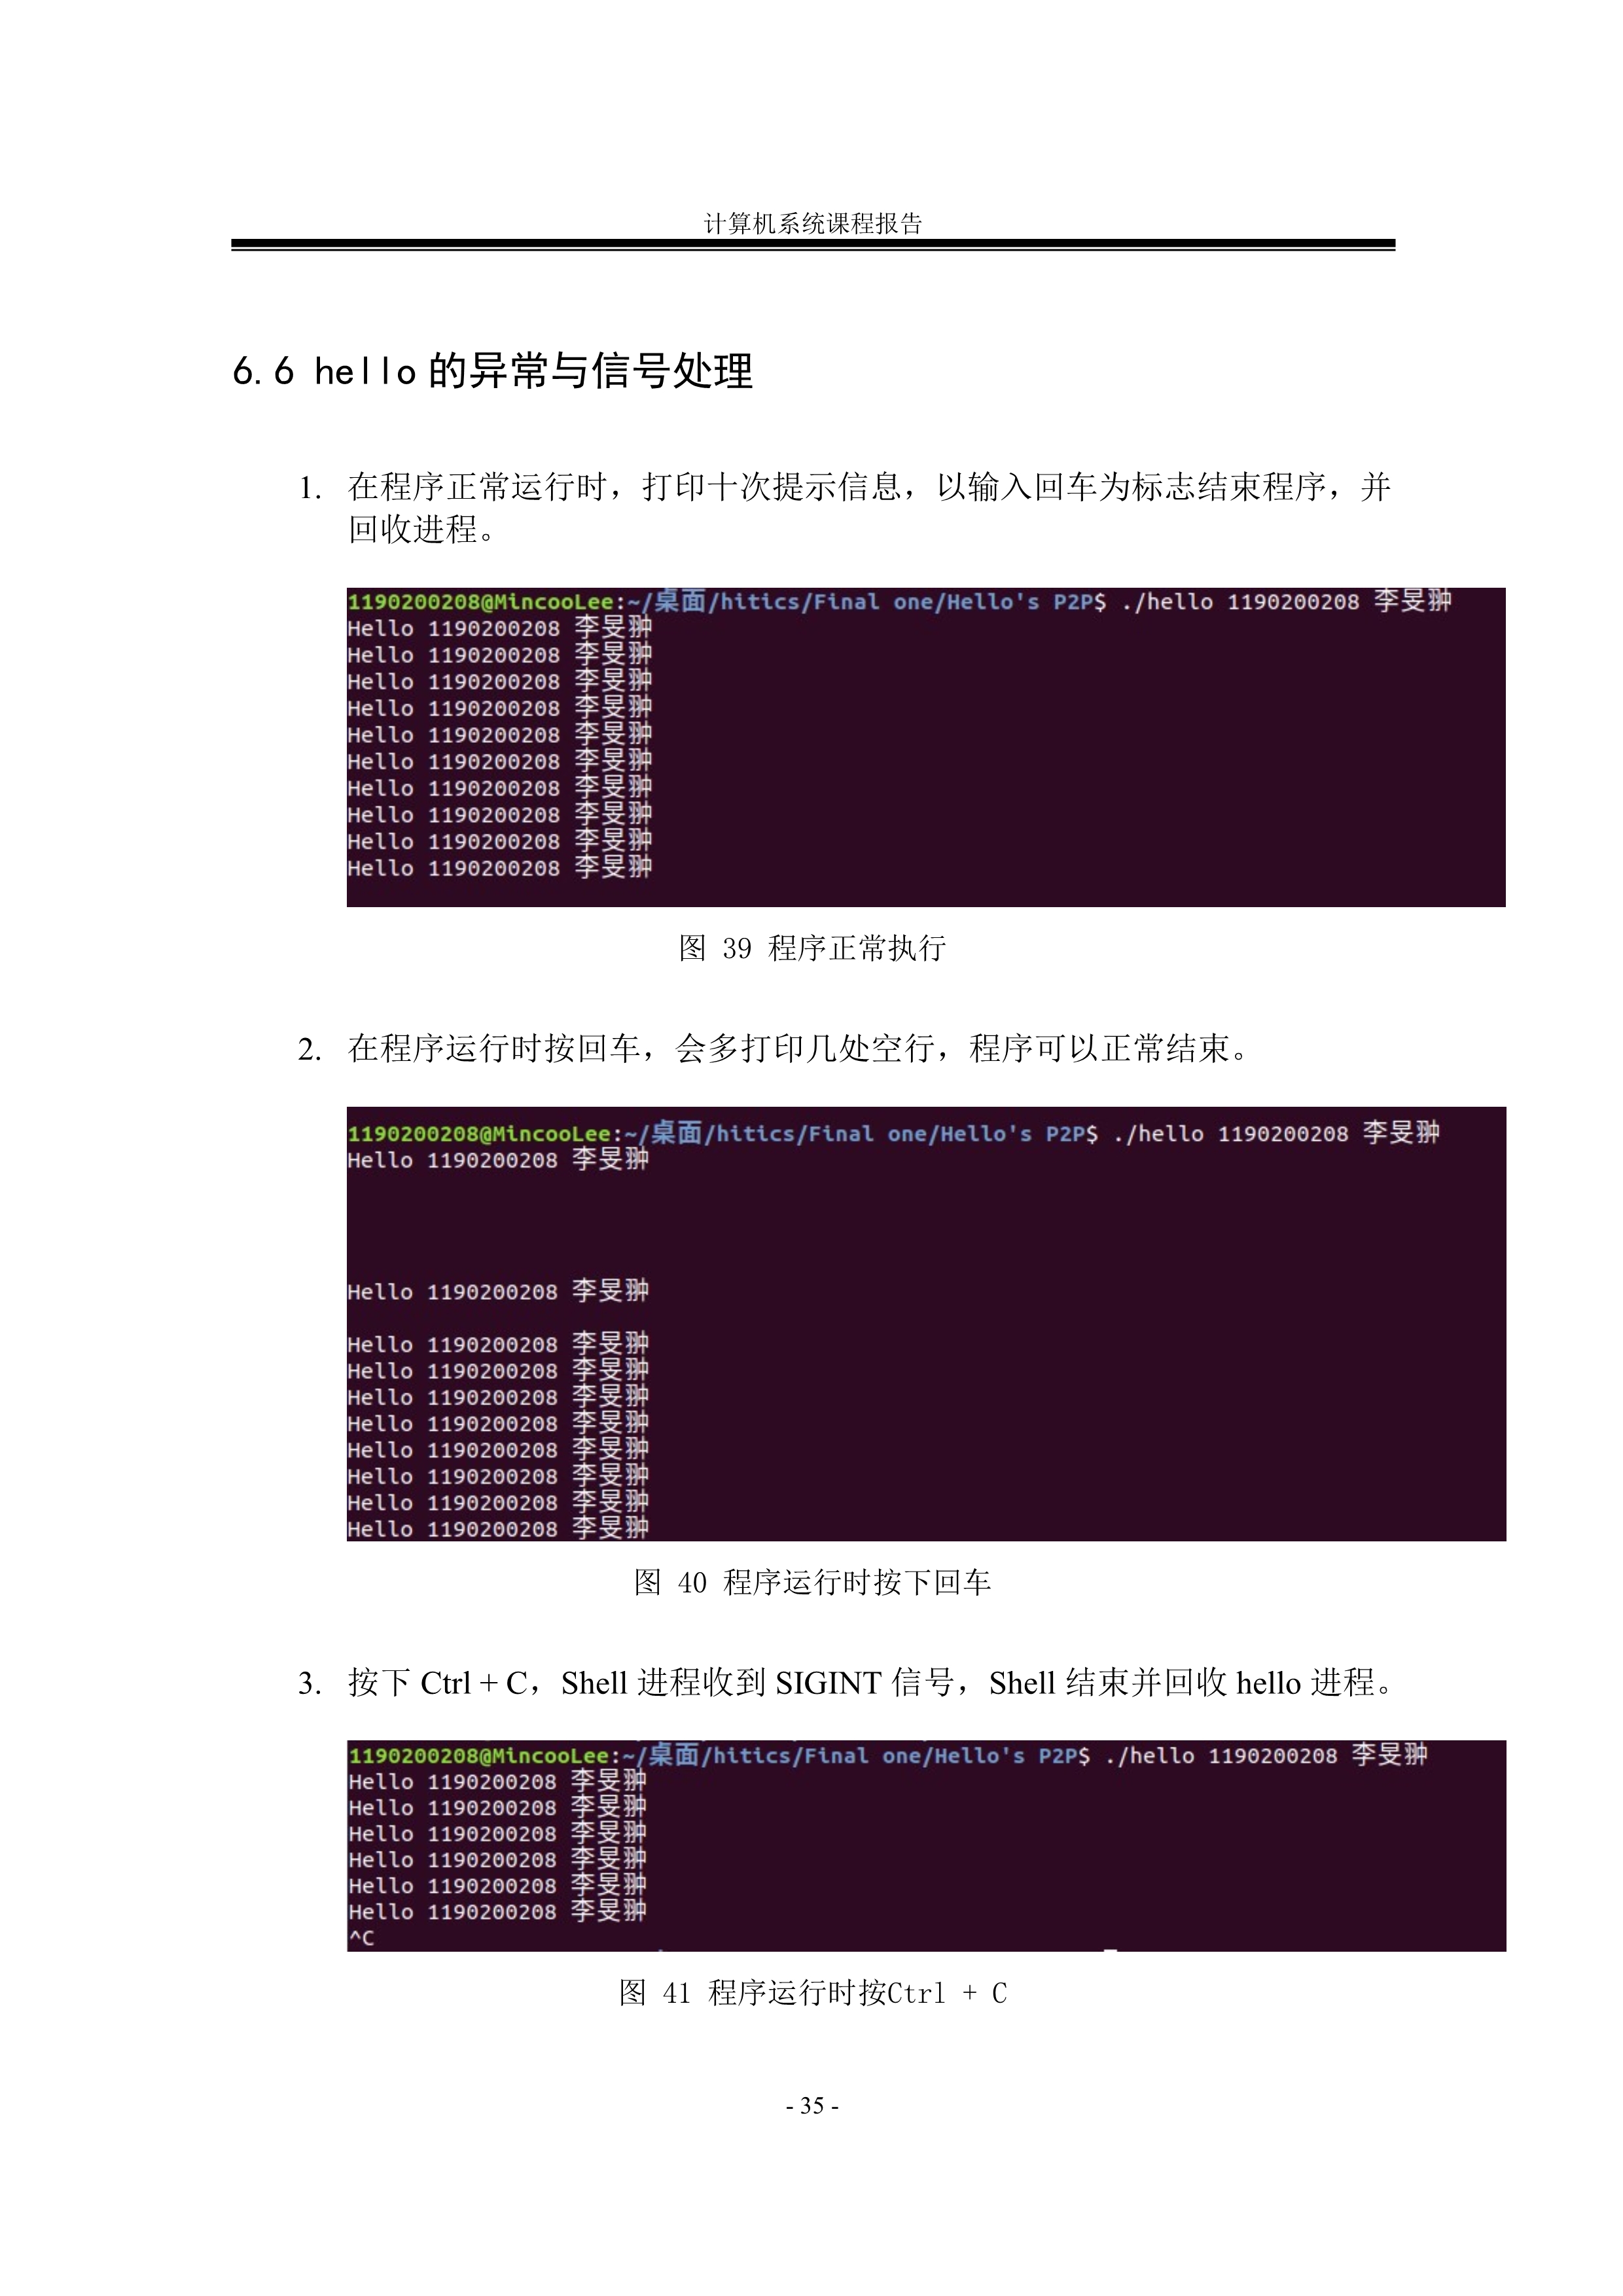 计算机系统课程报告
6.6 hello 的异常与信号处理
1. 在程序正常运行时，打印十次提示信息，以输入回车为标志结束程序，并
回收进程。
1190200208@MincooLee:~/桌面/hitics/Final one/Hello's P2P$ ./hello 1190200208 李旻翀
Hello 1190200208 李旻翀
Hello 1190200208 李旻翀
Hello 1190200208 李旻翀
Hello 1190200208 李旻翀
Hello 1190200208 李旻翀
Hello 1190200208 李旻翀
Hello 1190200208 李旻翀
Hello 1190200208 李旻翀
Hello 1190200208 李旻翀
Hello 1190200208 李旻翀
图 39 程序正常执行
2. 在程序运行时按回车，会多打印几处空行，程序可以正常结束。
1190200208@MincooLee:~/桌面/hitics/Final one/Hello's P2P$ ./hello 1190200208 李旻翀
Hello 1190200208 李旻翀
Hello 1190200208 李旻翀
Hello 1190200208 李旻翀
Hello 1190200208 李旻翀
Hello 1190200208 李旻翀
Hello 1190200208 李旻翀
Hello 1190200208 李旻翀
Hello 1190200208 李旻翀
Hello 1190200208 李旻翀
Hello 1190200208 李旻翀
图 40 程序运行时按下回车
3. 按下 Ctrl + C，Shell 进程收到 SIGINT 信号，Shell 结束并回收 hello 进程。
1190200208@MincooLee:~/桌面/hitics/Final one/Hello's P2P$ ./hello 1190200208 李旻翀
Hello 1190200208 李旻翀
Hello 1190200208 李旻翀
Hello 1190200208 李旻翀
Hello 1190200208 李旻翀
Hello 1190200208 李旻翀
Hello 1190200208 李旻翀
^C
图 41 程序运行时按Ctrl + C
- 35 -